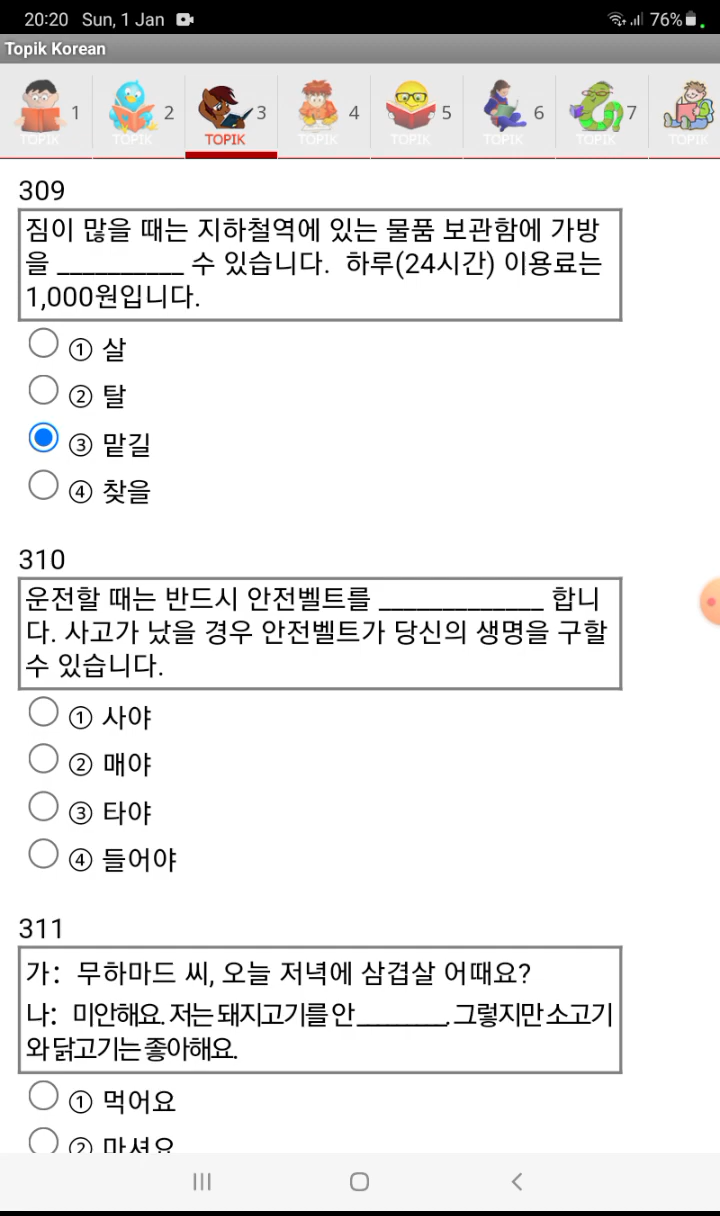 20:20 Sun, 1 Jan 76%
Topik Korean
1 2 3 4 5 6 7
TOPIK TOPIK TOPIK TOPIK TOPIK TOPIK TOPIK TOPIK
309
짐이 많을 때는 지하철역에 있는 물품 보관함에 가방
을 __________ 수 있습니다. 하루(24시간) 이용료는
1,000원입니다.
① 살
② 탈
③ 맡길
④ 찾을
310
운전할 때는 반드시 안전벨트를 _____________ 합니
다. 사고가 났을 경우 안전벨트가 당신의 생명을 구할
수 있습니다.
① 사야
② 매야
③ 타야
④ 들어야
311
가: 무하마드 씨, 오늘 저녁에 삼겹살 어때요?
나: 미안해요. 저는 돼지고기를 안 ________. 그렇지만 소고기
와 닭고기는 좋아해요.
① 먹어요
② 마셔요